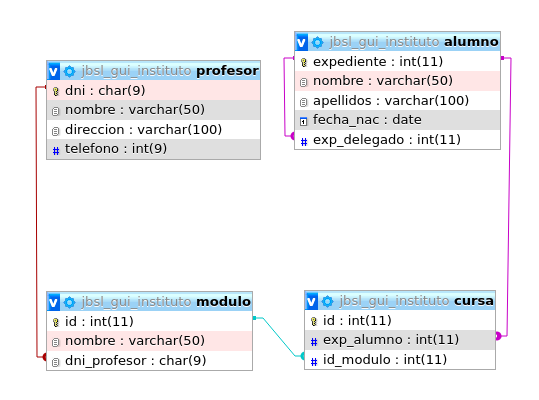 jbsl_gui_instituto profesor
dni : char(9)
nombre : varchar(50)
direccion : varchar(100)
telefono : int(9)
jbsl_gui_instituto alumno
expediente : int(11)
nombre : varchar(50)
apellidos : varchar(100)
fecha_nac : date
exp_delegado : int(11)
jbsl_gui_instituto modulo
id : int(11)
nombre : varchar(50)
dni_profesor : char(9)
jbsl_gui_instituto cursa
id : int(11)
exp_alumno : int(11)
id_modulo : int(11)